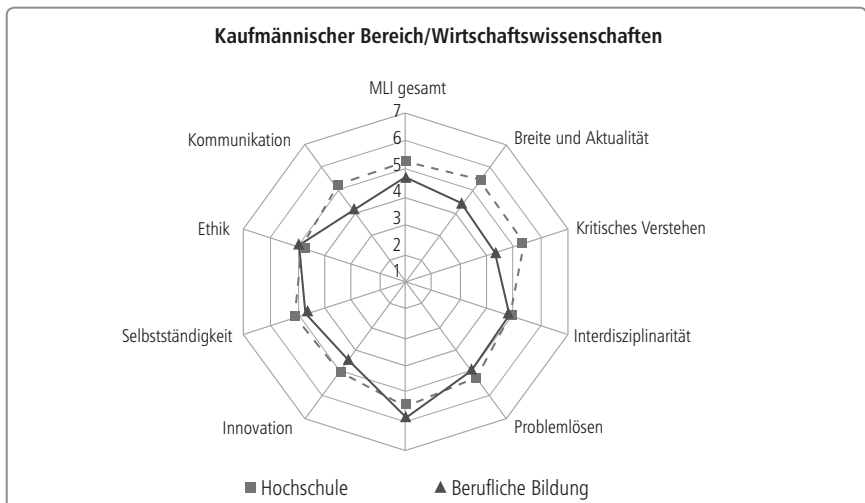 Kaufmännischer Bereich/Wirtschaftswissenschaften
MLI gesamt
7
6
5
4
3
2
1
Breite und Aktualität
Kritisches Verstehen
Interdisziplinarität
Problemlösen
Innovation
Selbstständigkeit
Ethik
Kommunikation
Hochschule
Berufliche Bildung